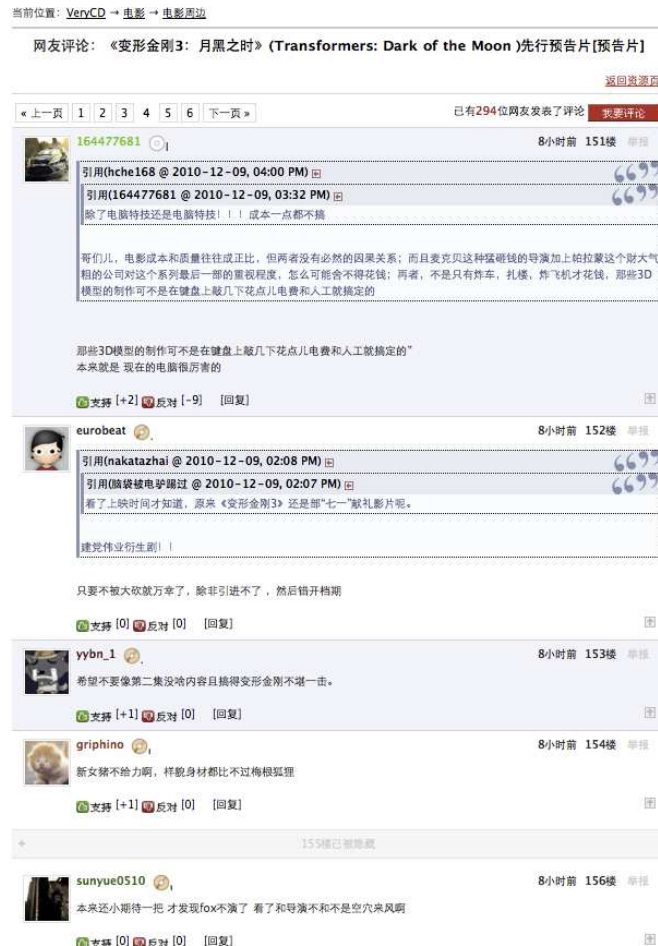 当前位置： VeryCD → 电影 → 电影周边
网友评论： 《变形金刚3：月黑之时》(Transformers: Dark of the Moon )先行预告片[预告片]
返回资源页
« 上一页 1 2 3 4 5 6 下一页 »
已有294位网友发表了评论 我要评论
164477681 8小时前 151楼 举报
引用(hche168 @ 2010-12-09, 04:00 PM)
引用(164477681 @ 2010-12-09, 03:32 PM)
除了电脑特技还是电脑特技！！！成本一点都不搞
哥们儿，电影成本和质量往往成正比，但两者没有必然的因果关系；而且麦克贝这种猛砸钱的导演加上帕拉蒙这个财大气
粗的公司对这个系列最后一部的重视程度，怎么可能舍不得花钱；再者，不是只有炸车，扎楼，炸飞机才花钱，那些3D
模型的制作可不是在键盘上敲几下花点儿电费和人工就搞定的
那些3D模型的制作可不是在键盘上敲几下花点儿电费和人工就搞定的”
本来就是 现在的电脑很厉害的
支持 [+2] 反对 [-9] [回复]
eurobeat 8小时前 152楼 举报
引用(nakatazhai @ 2010-12-09, 02:08 PM)
引用(脑袋被电驴踢过 @ 2010-12-09, 02:07 PM)
看了上映时间才知道，原来《变形金刚3》还是部“七一”献礼影片呢。
建党伟业衍生剧！！
只要不被大砍就万幸了，除非引进不了 ，然后错开档期
支持 [0] 反对 [0] [回复]
yybn_1 8小时前 153楼 举报
希望不要像第二集没啥内容且搞得变形金刚不堪一击。
支持 [+1] 反对 [0] [回复]
griphino 8小时前 154楼 举报
新女猪不给力啊，样貌身材都比不过梅根狐狸
支持 [+1] 反对 [0] [回复]
155楼已被隐藏
sunyue0510 8小时前 156楼 举报
本来还小期待一把 才发现fox不演了 看了和导演不和不是空穴来风啊
支持 [0] 反对 [0] [回复]